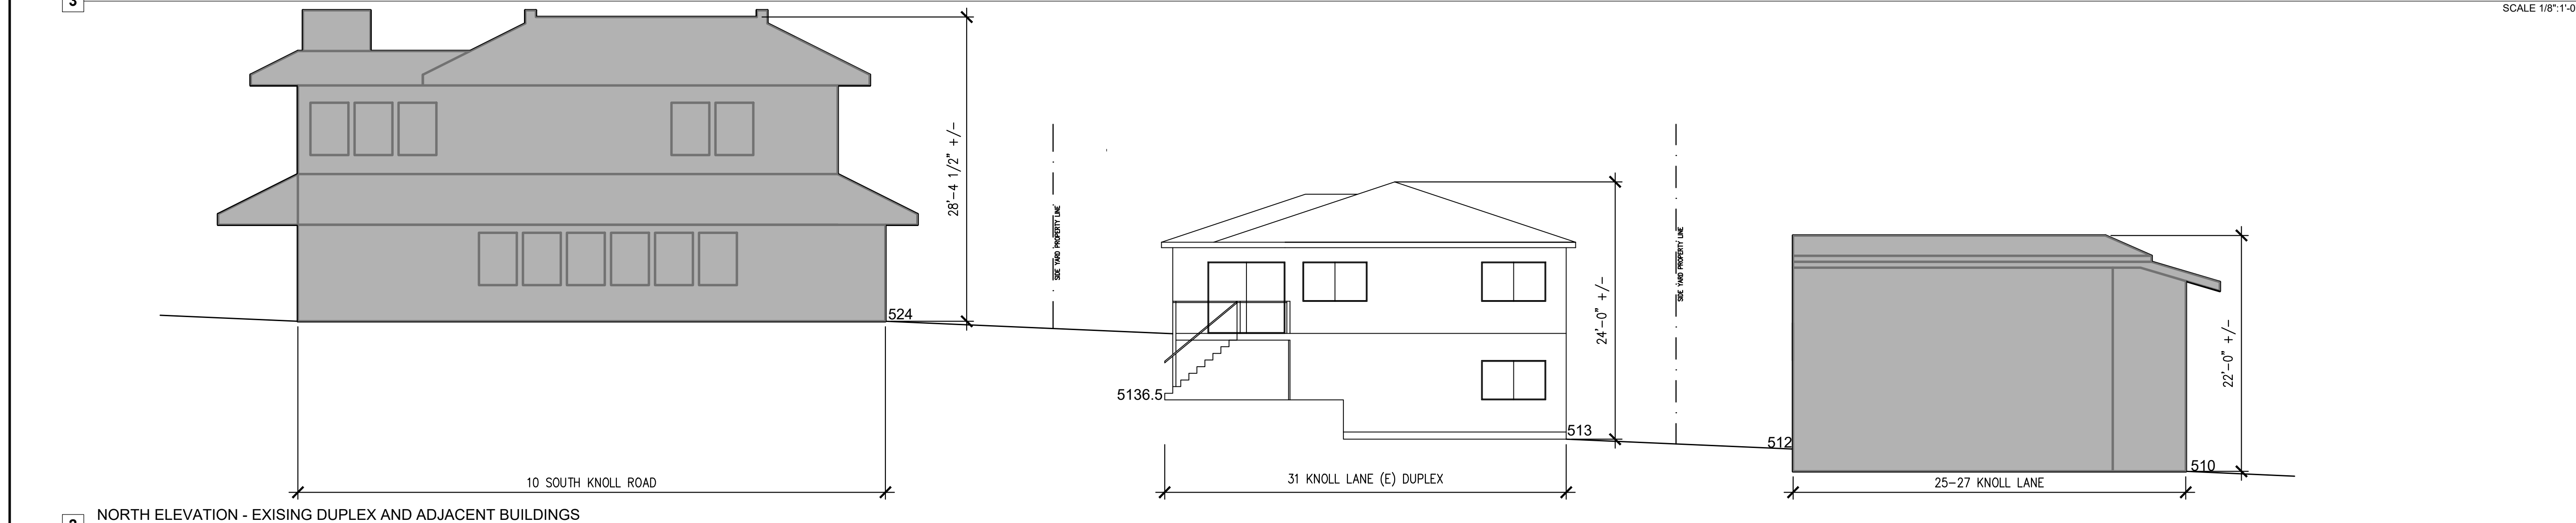 3
SCALE 1/8":1'-0
28'-4 1/2" +/-
SIDE YARD PROPERTY LINE
SIDE YARD PROPERTY LINE
24'-0" +/-
22'-0" +/-
524
5136.5
513
512
510
10 SOUTH KNOLL ROAD
31 KNOLL LANE (E) DUPLEX
25-27 KNOLL LANE
NORTH ELEVATION - EXISING DUPLEX AND ADJACENT BUILDINGS